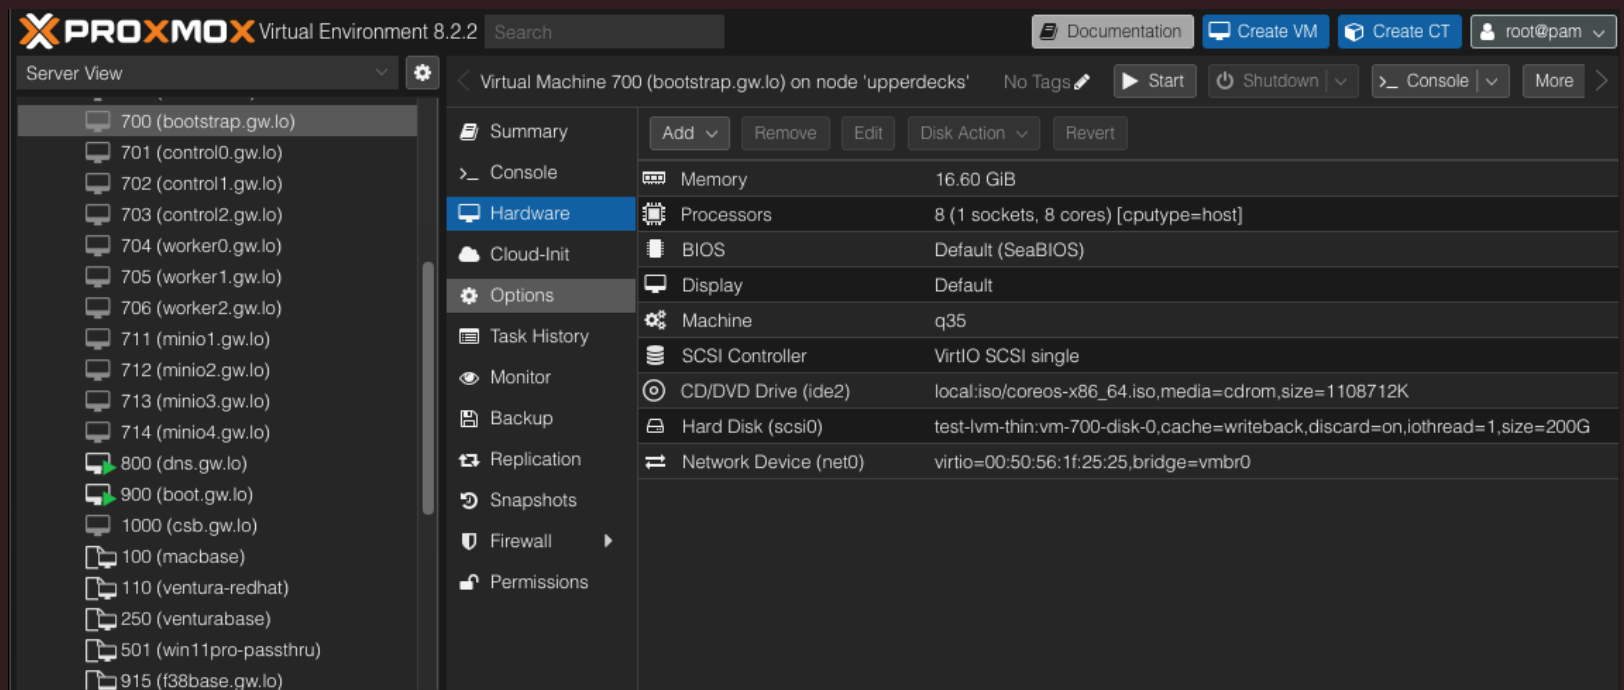 PROXMOX Virtual Environment 8.2.2 Search Documentation Create VM Create CT root@pam
Server View
700 (bootstrap.gw.lo)
701 (control0.gw.lo)
702 (control1.gw.lo)
703 (control2.gw.lo)
704 (worker0.gw.lo)
705 (worker1.gw.lo)
706 (worker2.gw.lo)
711 (minio1.gw.lo)
712 (minio2.gw.lo)
713 (minio3.gw.lo)
714 (minio4.gw.lo)
800 (dns.gw.lo)
900 (boot.gw.lo)
1000 (csb.gw.lo)
100 (macbase)
110 (ventura-redhat)
250 (venturabase)
501 (win11pro-passthru)
915 (f38base.gw.lo)
Virtual Machine 700 (bootstrap.gw.lo) on node 'upperdecks' No Tags Start Shutdown Console More
Summary
Console
Hardware
Cloud-Init
Options
Task History
Monitor
Backup
Replication
Snapshots
Firewall
Permissions
Add Remove Edit Disk Action Revert
Memory 16.60 GiB
Processors 8 (1 sockets, 8 cores) [cputype=host]
BIOS Default (SeaBIOS)
Display Default
Machine q35
SCSI Controller VirtIO SCSI single
CD/DVD Drive (ide2) local:iso/coreos-x86_64.iso,media=cdrom,size=1108712K
Hard Disk (scsi0) test-lvm-thin:vm-700-disk-0,cache=writeback,discard=on,iothread=1,size=200G
Network Device (net0) virtio=00:50:56:1f:25:25,bridge=vmbr0